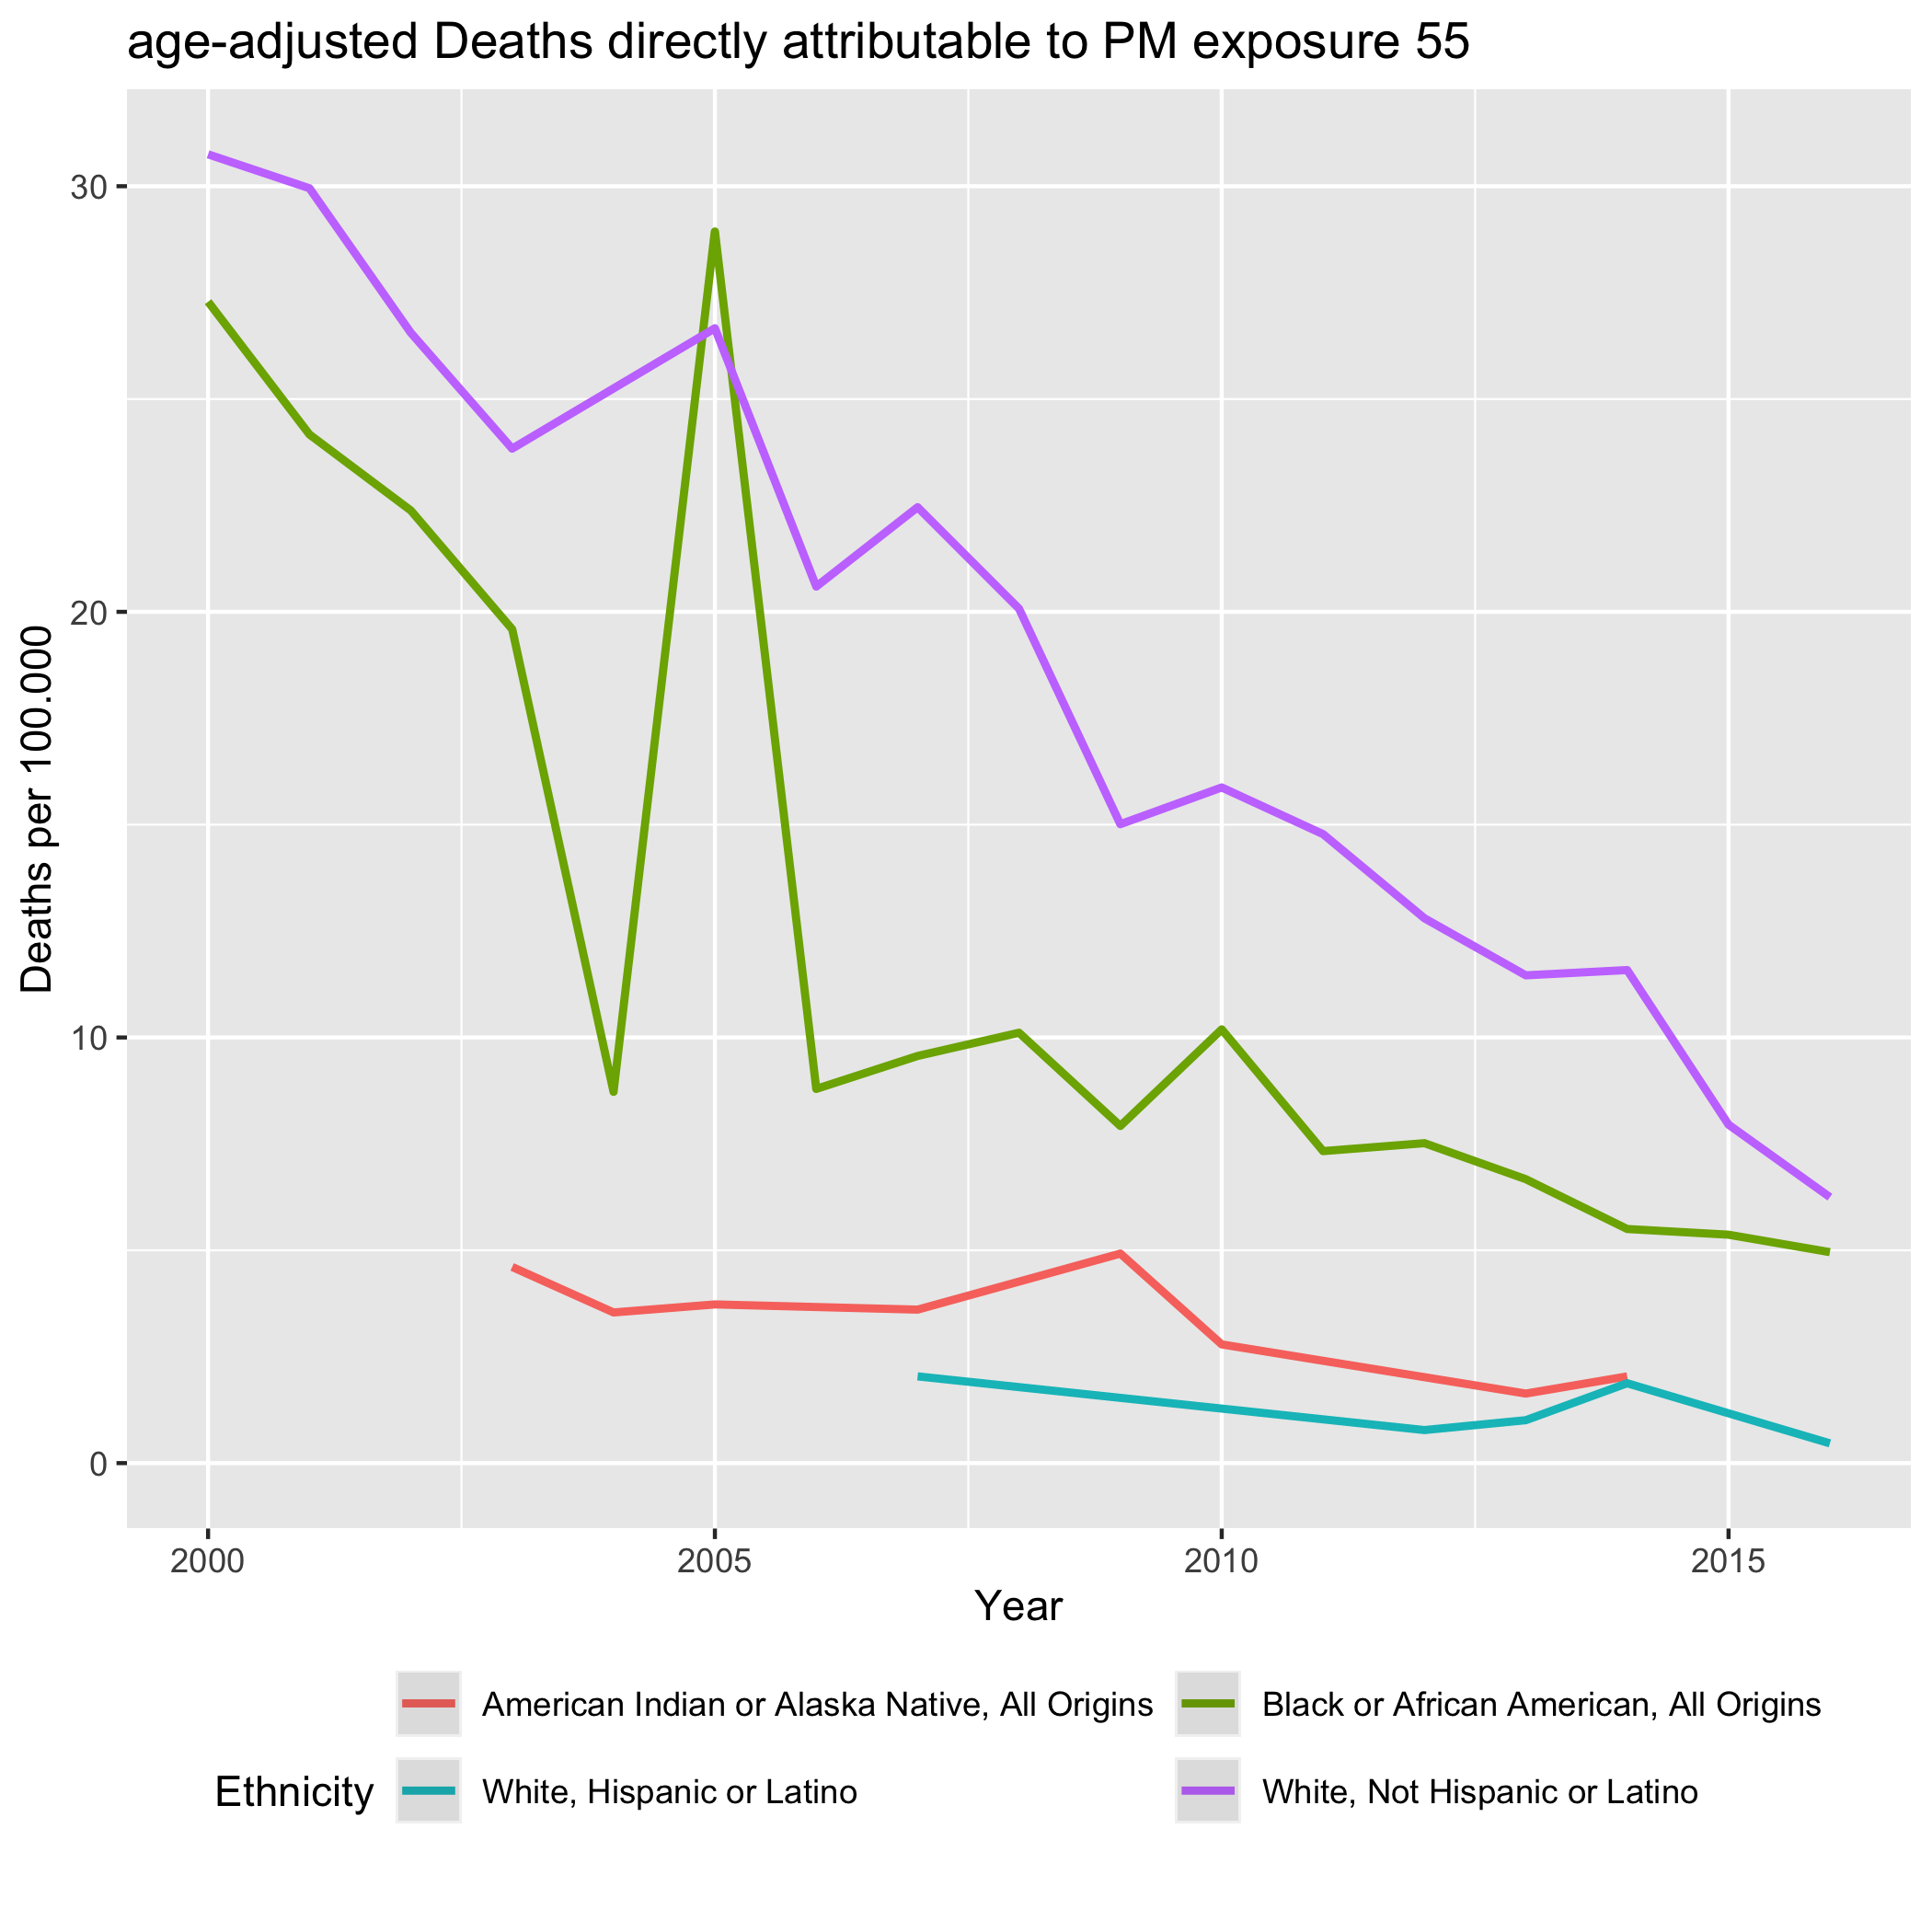 age-adjusted Deaths directly attributable to PM exposure 55
Deaths per 100.000
30
20
10
0
2000 2005 2010 2015
Year
Ethnicity
American Indian or Alaska Native, All Origins
Black or African American, All Origins
White, Hispanic or Latino
White, Not Hispanic or Latino